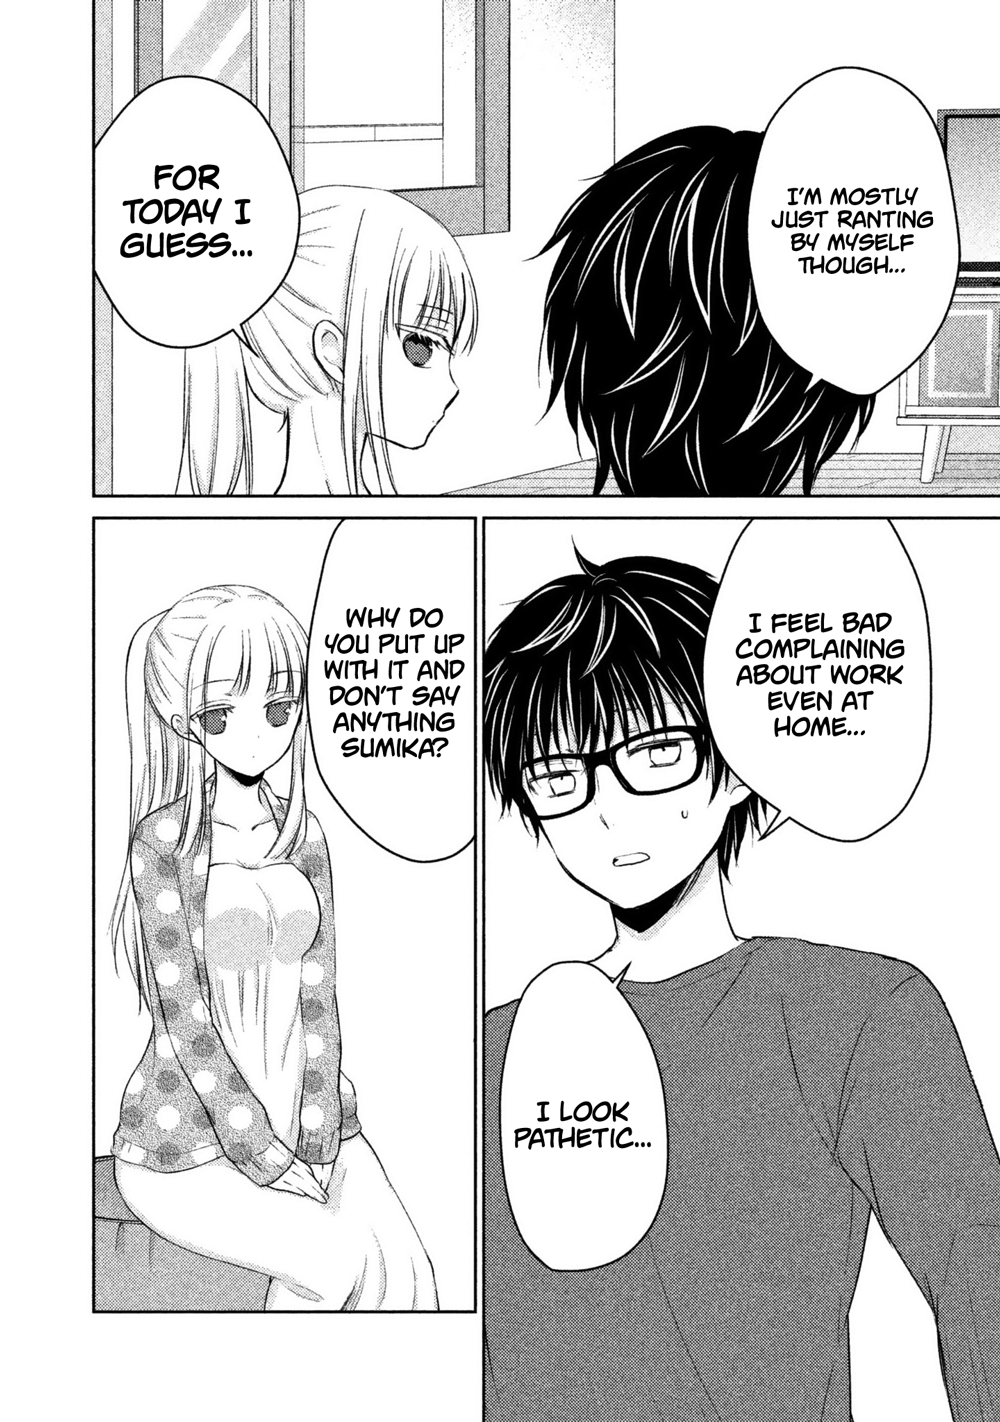 I'M MOSTLY
JUST RANTING
BY MYSELF
THOUGH...
FOR
TODAY I
GUESS...
I FEEL BAD
COMPLAINING
ABOUT WORK
EVEN AT
HOME...
I LOOK
PATHETIC...
WHY DO
YOU PUT UP
WITH IT AND
DON'T SAY
ANYTHING
SUMIKA?